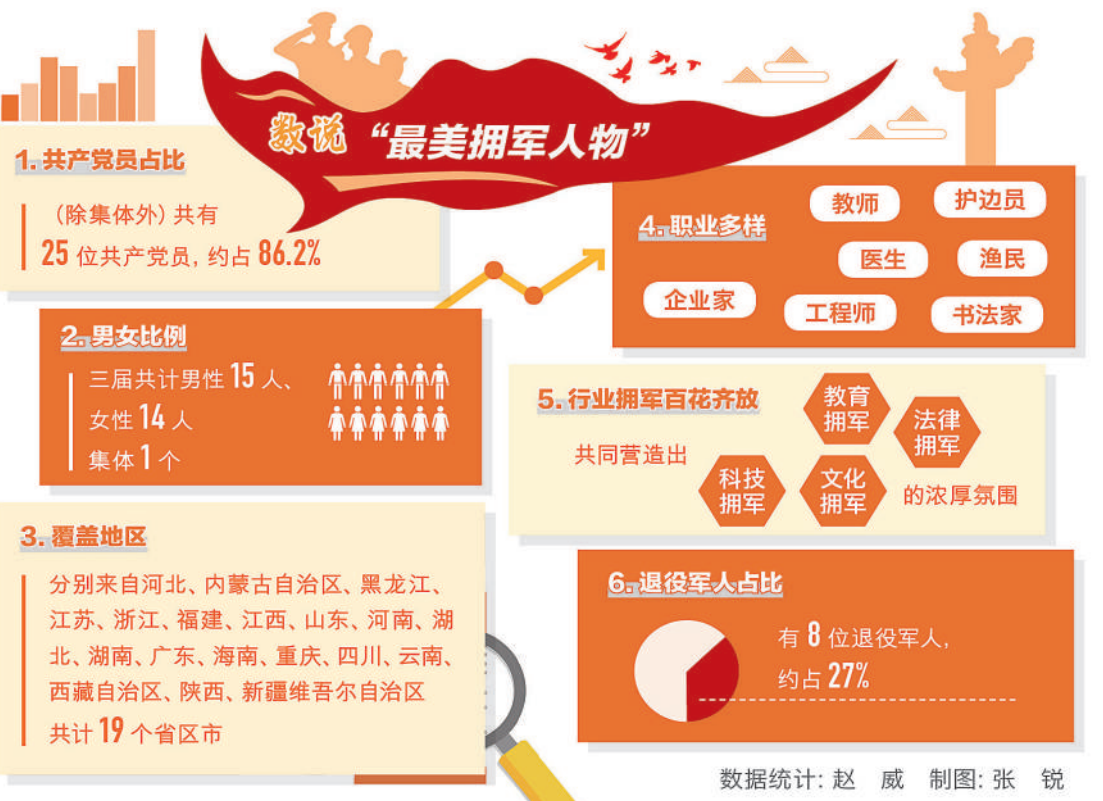 数说“最美拥军人物”
1.共产党员占比
（除集体外）共有
25 位共产党员，约占 86.2%
2.男女比例
三届共计男性 15 人、
女性 14 人
集体 1 个
3.覆盖地区
分别来自河北、内蒙古自治区、黑龙江、
江苏、浙江、福建、江西、山东、河南、湖
北、湖南、广东、海南、重庆、四川、云南、
西藏自治区、陕西、新疆维吾尔自治区
共计 19 个省区市
4.职业多样
教师
护边员
医生
渔民
企业家
工程师
书法家
5.行业拥军百花齐放
共同营造出
教育
拥军
法律
拥军
科技
拥军
文化
拥军
的浓厚氛围
6.退役军人占比
有 8 位退役军人，
约占 27%
数据统计：赵 威 制图：张 锐